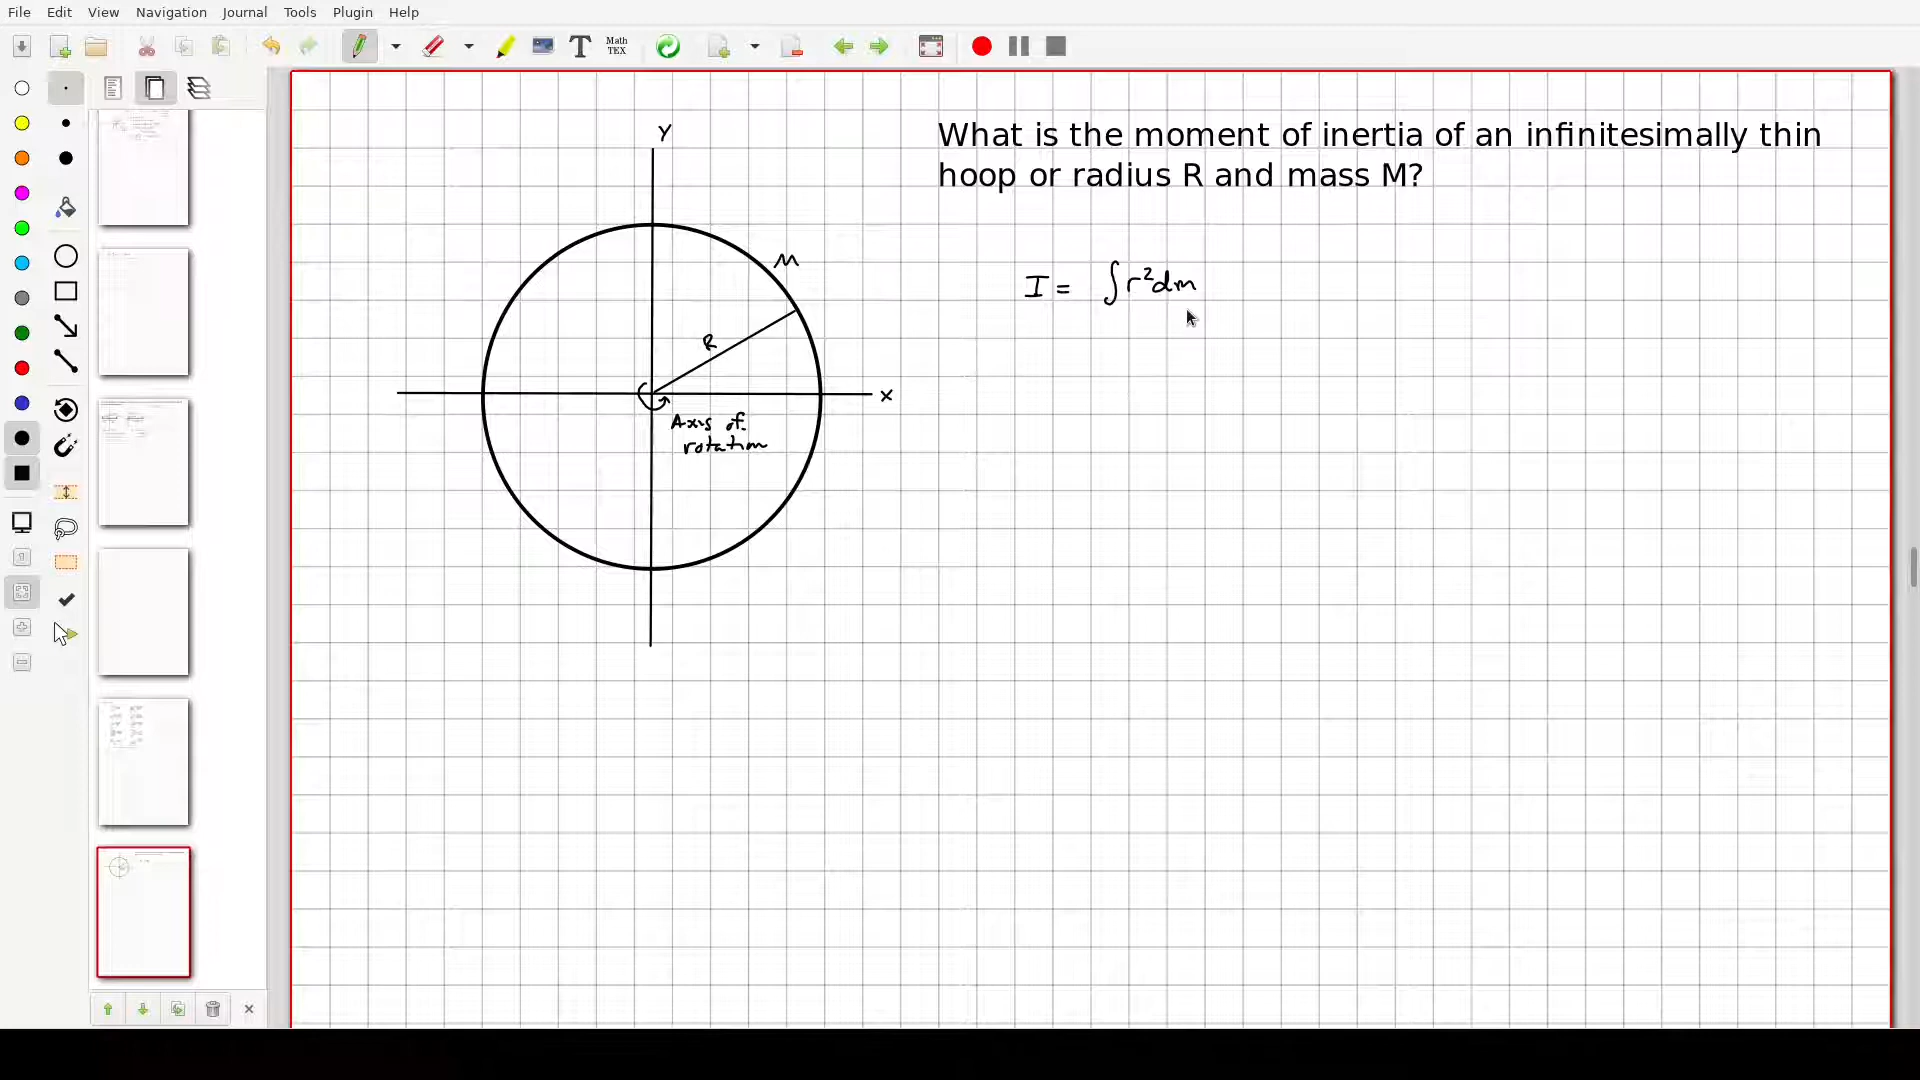 File Edit View Navigation Journal Tools Plugin Help
Math
TEX
What is the moment of inertia of an infinitesimally thin
hoop or radius R and mass M?
Y
M
R
x
Axis of
rotation
I = ∫r²dm